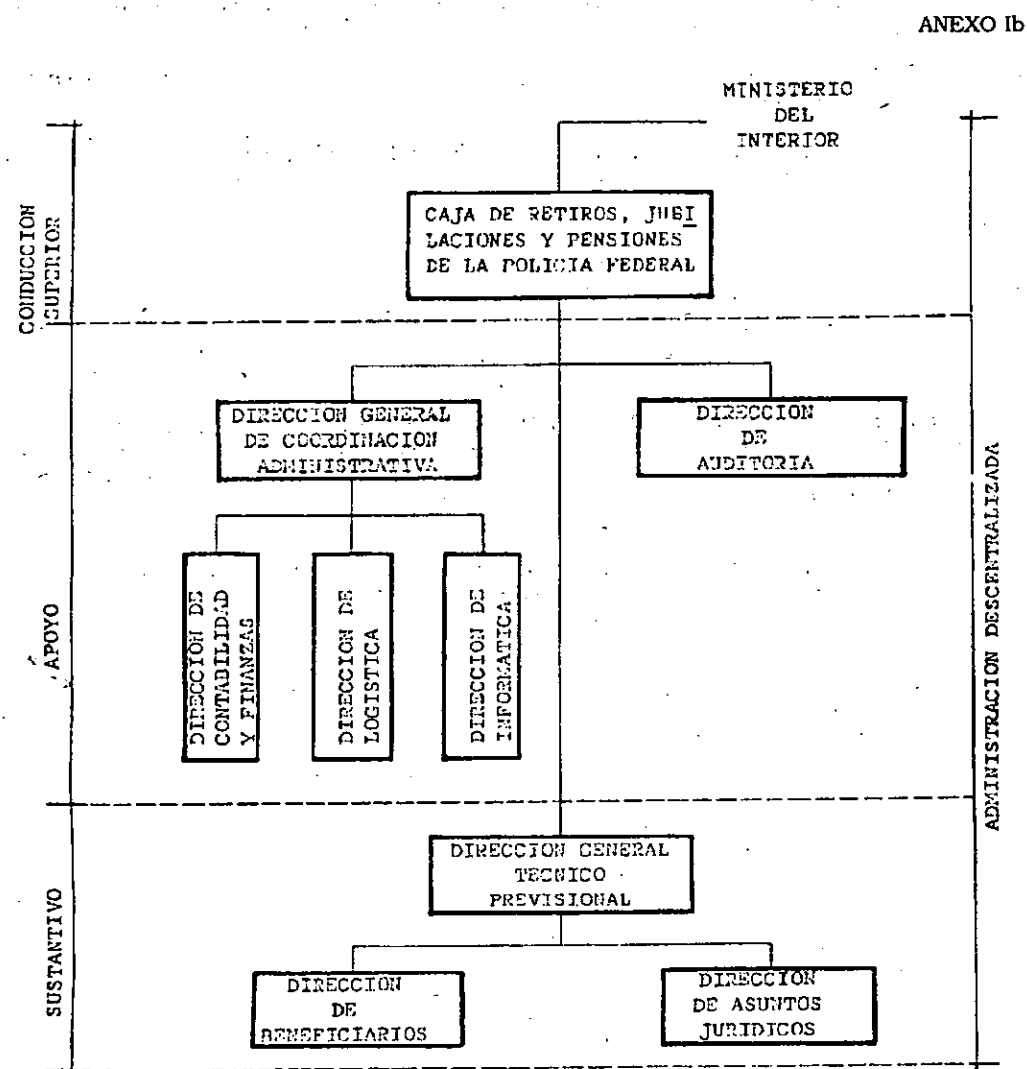 ANEXO Ib
MINISTERIO
DEL
INTERIOR
CONDUCCION
SUPERIOR
CAJA DE RETIROS, JUBI
LACIONES Y PENSIONES
DE LA POLICIA FEDERAL
DIRECCION GENERAL
DE COORDINACION
ADMINISTRATIVA
DIRECCION
DE
AUDITORIA
APOYO
DIRECCION DE
CONTABILIDAD
Y FINANZAS
DIRECCION DE
LOGISTICA
DIRECCION DE
INFORMATICA
ADMINISTRACION DESCENTRALIZADA
DIRECCION GENERAL
TECNICO
PREVISIONAL
SUSTANTIVO
DIRECCION
DE
BENEFICIARIOS
DIRECCION
DE ASUNTOS
JURIDICOS